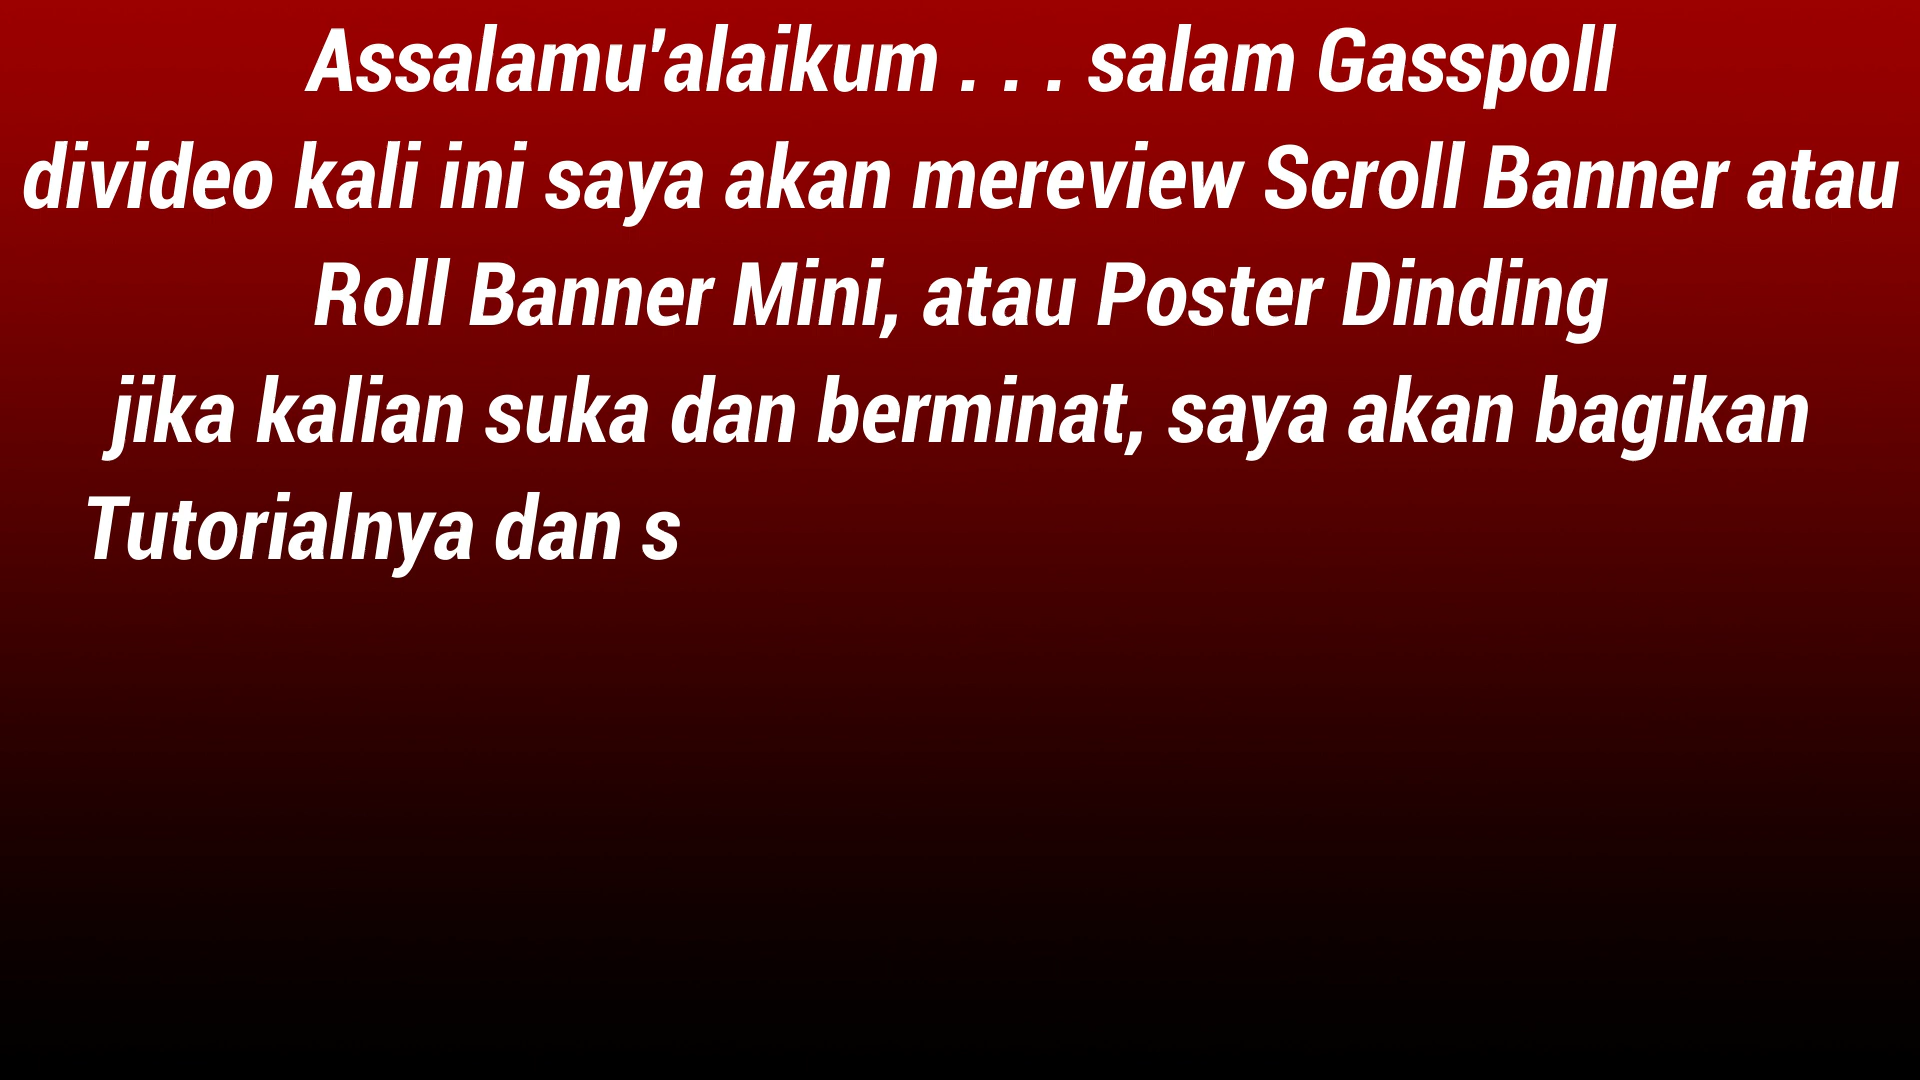 Assalamu'alaikum . . . salam Gasspoll
divideo kali ini saya akan mereview Scroll Banner atau
Roll Banner Mini, atau Poster Dinding
jika kalian suka dan berminat, saya akan bagikan
Tutorialnya dan s